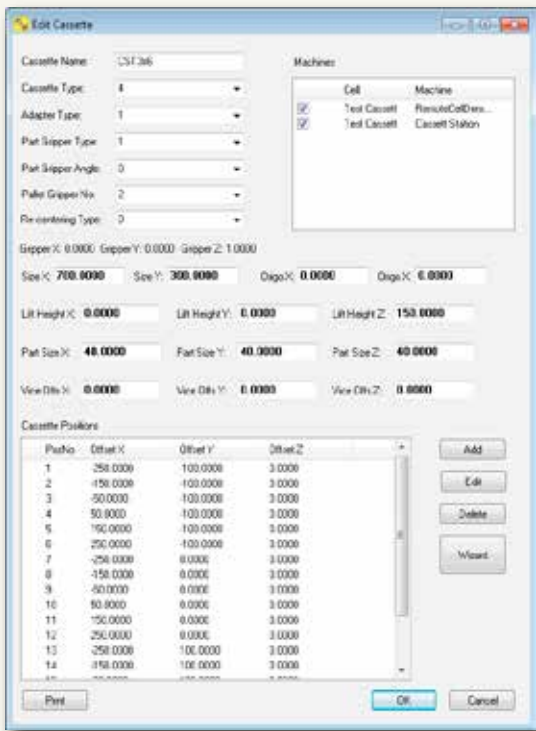 Edit Cassette
Cassette Name: CST3x6
Machines
Cassette Type: 4
Cell Machine
Adapter Type: 1
Test Cassett RemoteCellDem...
Test Cassett Cassett Station
Part Gripper Type: 1
Part Gripper Angle: 0
Pallet Gripper No: 2
Re-centering Type: 0
Gripper X: 0.0000 Gripper Y: 0.0000 Gripper Z: 1.0000
Size X: 700.0000 Size Y: 300.0000 Origo X: 0.0000 Origo X: 0.0000
Lift Height X: 0.0000 Lift Height Y: 0.0000 Lift Height Z: 150.0000
Part Size X: 40.0000 Part Size Y: 40.0000 Part Size Z: 40.0000
Vice Offs X: 0.0000 Vice Offs Y: 0.0000 Vice Offs Z: 0.0000
Cassette Positions
PosNo Offset X Offset Y Offset Z
1 -250.0000 -100.0000 3.0000
2 -150.0000 -100.0000 3.0000
3 -50.0000 -100.0000 3.0000
4 50.0000 -100.0000 3.0000
5 150.0000 -100.0000 3.0000
6 250.0000 -100.0000 3.0000
7 -250.0000 0.0000 3.0000
8 -150.0000 0.0000 3.0000
9 -50.0000 0.0000 3.0000
10 50.0000 0.0000 3.0000
11 150.0000 0.0000 3.0000
12 250.0000 0.0000 3.0000
13 -250.0000 100.0000 3.0000
14 -150.0000 100.0000 3.0000
Add
Edit
Delete
Wizard
Print
OK
Cancel